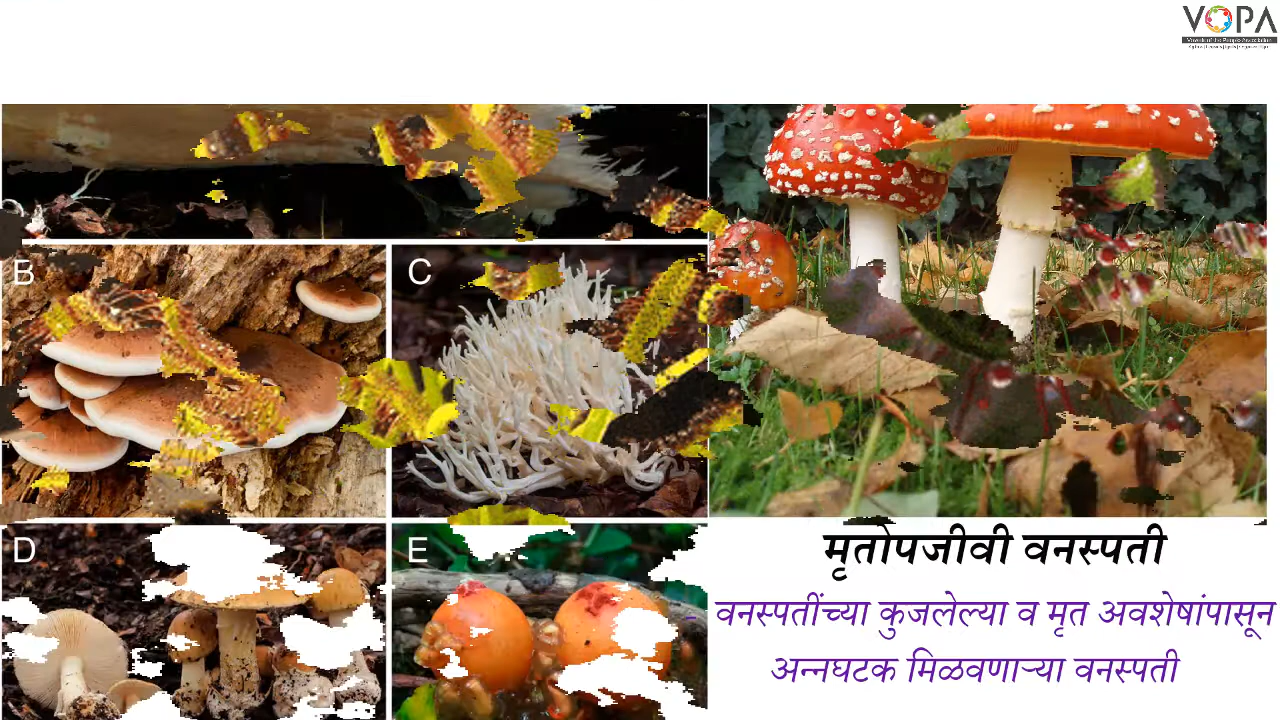 VOPA
B
C
D
E
मृतोपजीवी वनस्पती
वनस्पतींच्या कुजलेल्या व मृत अवशेषांपासून
अन्नघटक मिळवणाऱ्या वनस्पती